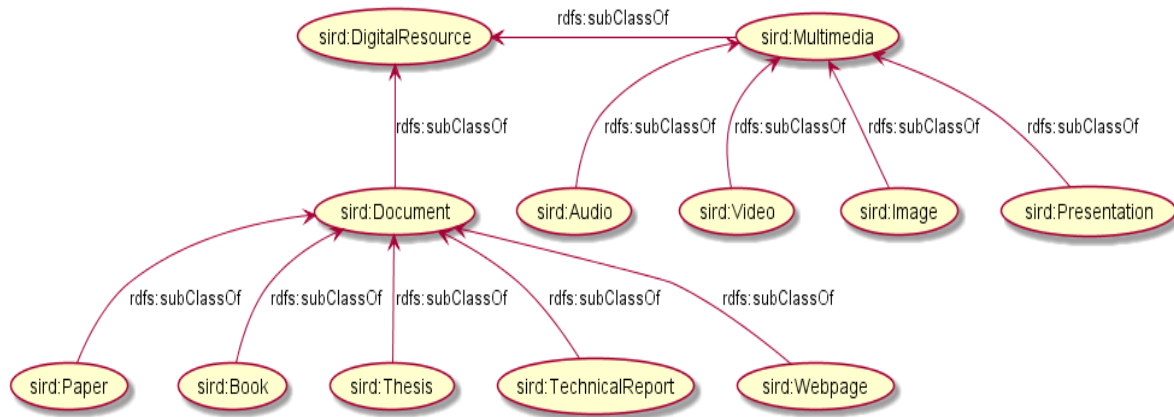 rdfs:subClassOf
sird:DigitalResource
sird:Multimedia
rdfs:subClassOf
rdfs:subClassOf
rdfs:subClassOf
rdfs:subClassOf
rdfs:subClassOf
sird:Document
sird:Audio
sird:Video
sird:Image
sird:Presentation
rdfs:subClassOf
rdfs:subClassOf
rdfs:subClassOf
rdfs:subClassOf
rdfs:subClassOf
sird:Paper
sird:Book
sird:Thesis
sird:TechnicalReport
sird:Webpage